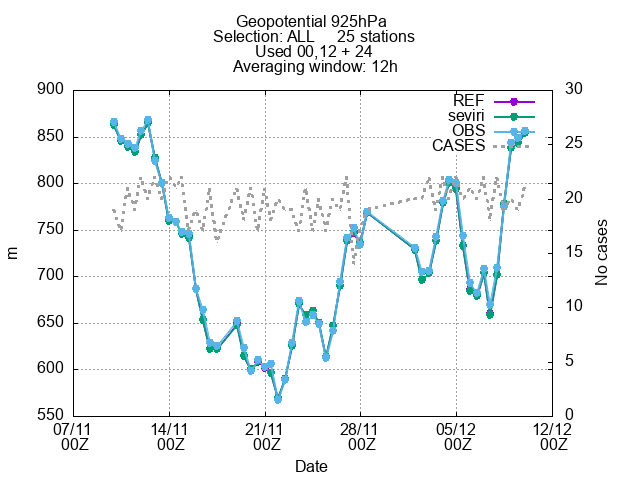 Geopotential 925hPa
Selection: ALL 25 stations
Used 00,12 + 24
Averaging window: 12h
900
850
800
750
700
650
600
550
m
30
25
20
15
10
5
0
No cases
REF
seviri
OBS
CASES
07/11 14/11 21/11 28/11 05/12 12/12
00Z 00Z 00Z 00Z 00Z 00Z
Date